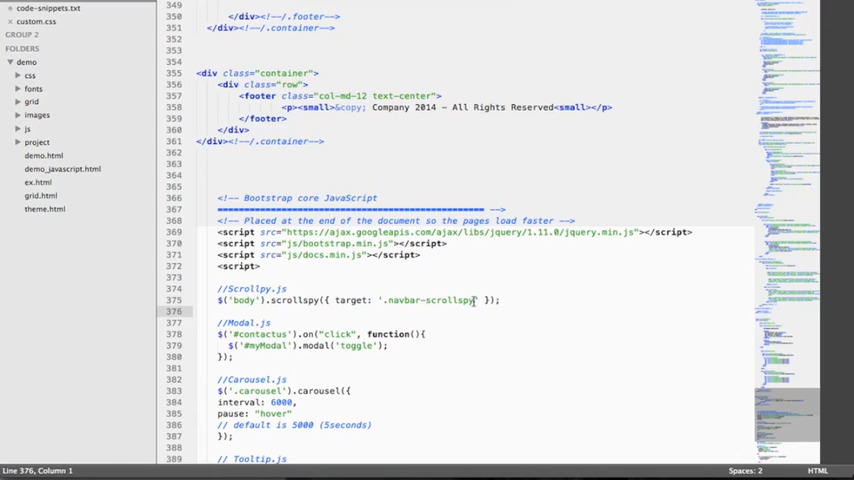 code-snippets.txt
custom.css
GROUP 2
FOLDERS
demo
css
fonts
grid
images
js
project
demo.html
demo_javascript.html
ex.html
grid.html
theme.html
349
350 </div><!--/.footer-->
351 </div><!--/.container-->
352
353
354
355 <div class="container">
356 <div class="row">
357 <footer class="col-md-12 text-center">
358 <p><small>&copy; Company 2014 - All Rights Reserved<small></p>
359 </footer>
360 </div>
361 </div><!--/.container-->
362
363
364
365
366 <!-- Bootstrap core JavaScript
367 ================================================== -->
368 <!-- Placed at the end of the document so the pages load faster -->
369 <script src="https://ajax.googleapis.com/ajax/libs/jquery/1.11.0/jquery.min.js"></script>
370 <script src="js/bootstrap.min.js"></script>
371 <script src="js/docs.min.js"></script>
372 <script>
373
374 //Scrollpy.js
375 $('body').scrollspy({ target: '.navbar-scrollspy' });
376
377 //Modal.js
378 $('#contactus').on("click", function(){
379 $('#myModal').modal('toggle');
380 });
381
382 //Carousel.js
383 $('.carousel').carousel({
384 interval: 6000,
385 pause: "hover"
386 // default is 5000 (5seconds)
387 });
388
389 // Tooltip.js
Line 376, Column 1
Spaces: 2
HTML